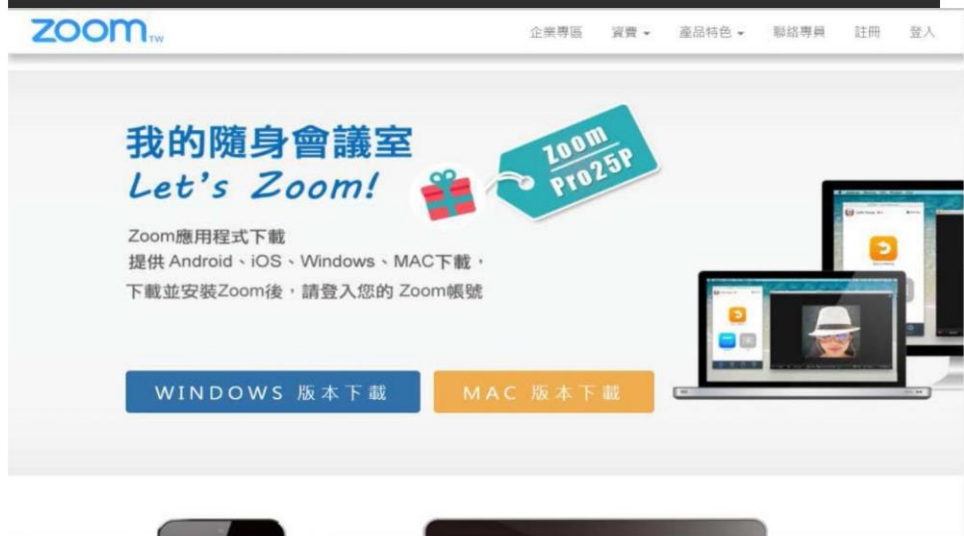 zoom TW
企業專區 資費 產品特色 聯絡專員 註冊 登入
我的隨身會議室
Let's Zoom!
Zoom
Pro25P
Zoom應用程式下載
提供 Android、iOS、Windows、MAC下載，
下載並安裝Zoom後，請登入您的 Zoom帳號
WINDOWS 版本下載
MAC 版本下載